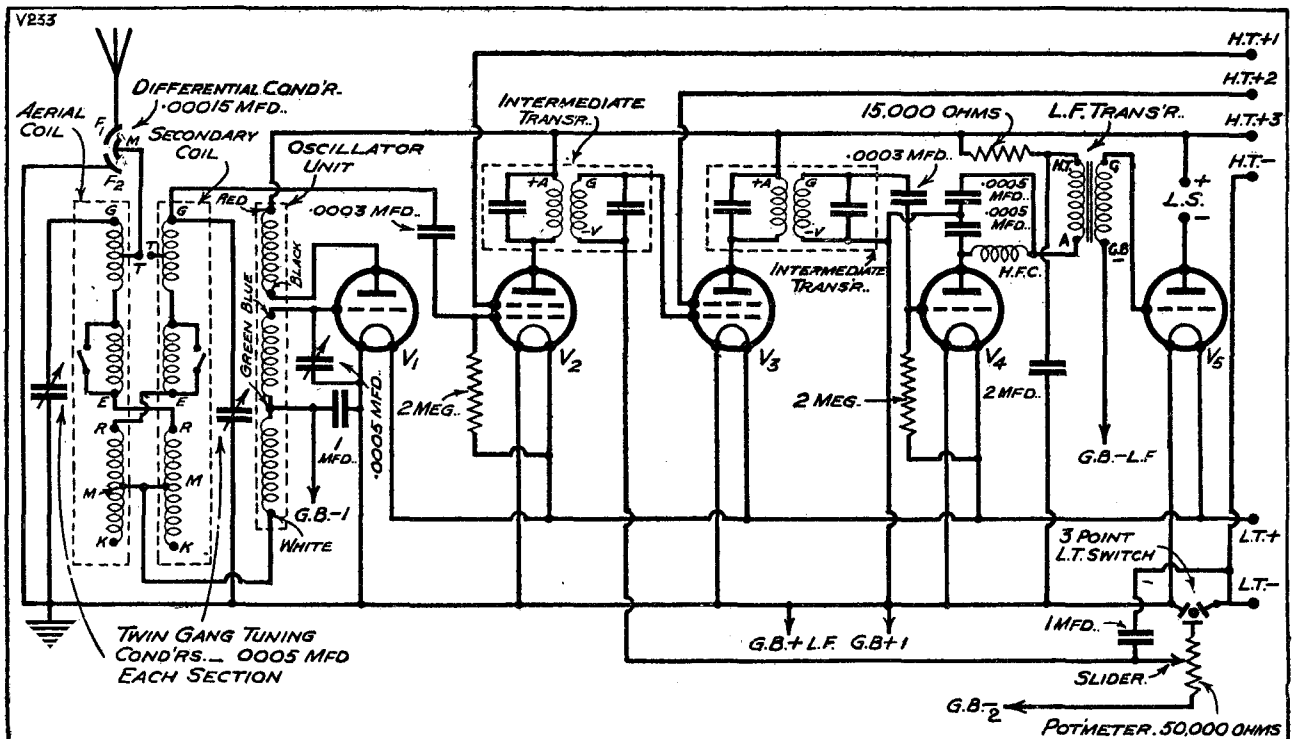 V233
H.T.+1
H.T.+2
H.T.+3
H.T.-
DIFFERENTIAL COND'R.
.00015 MFD..
AERIAL
COIL
SECONDARY
COIL
OSCILLATOR
UNIT
INTERMEDIATE
TRANSR..
15,000 OHMS
L.F. TRANS'R..
F1
M
F2
RED
.0003 MFD..
+A
G
-V
+A
G
-V
.0003 MFD..
.0005
MFD..
.0005
MFD..
H.T.
G
A
G.B.
-
+
L.S.
-
H.F.C.
INTERMEDIATE
TRANS'R..
G
G
T
T
BLACK
GREEN
BLUE
V1
V2
V3
V4
V5
E
E
R
R
M
M
K
K
1
MFD..
.0005 MFD..
2 MEG..
2 MEG..
2 MFD..
G.B.-L.F
G.B.-1
WHITE
3 POINT
L.T. SWITCH
L.T.+
L.T.-
TWIN GANG TUNING
COND'RS._ .0005 MFD
EACH SECTION
G.B.+L.F.
G.B.+1
1 MFD..
SLIDER.
G.B.-2
POT'METER. 50,000 OHMS